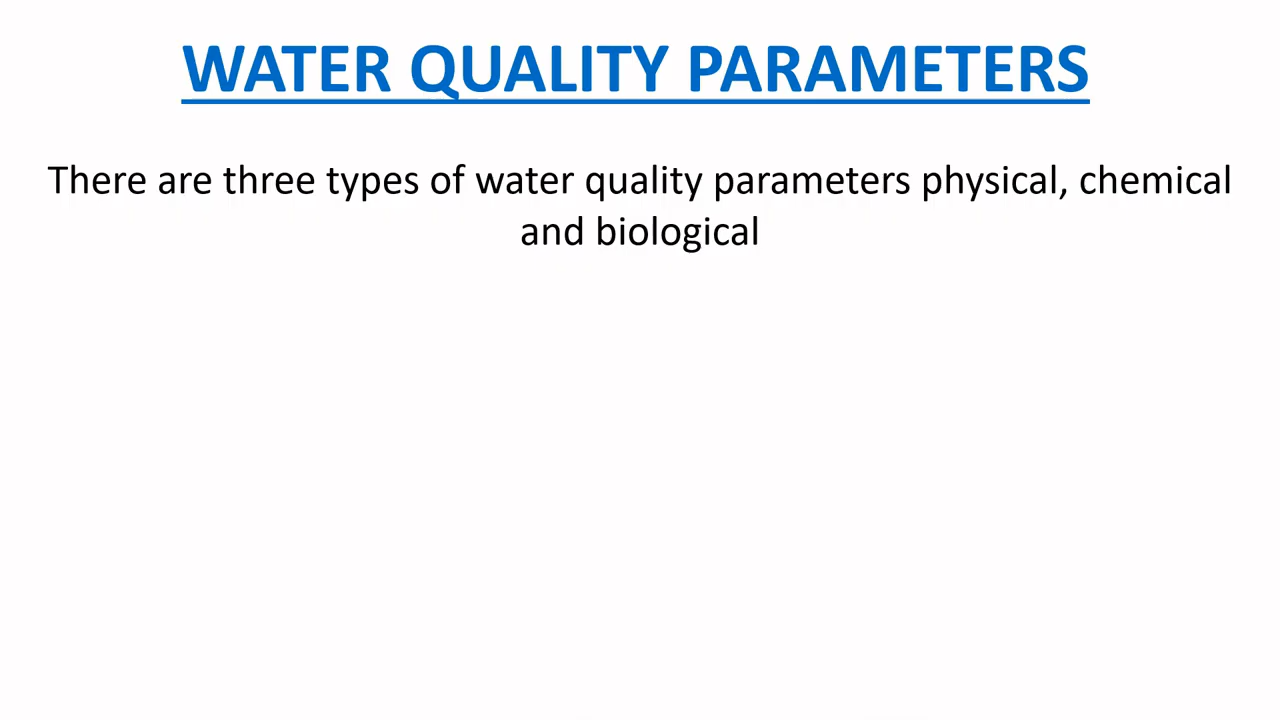 WATER QUALITY PARAMETERS
There are three types of water quality parameters physical, chemical
and biological